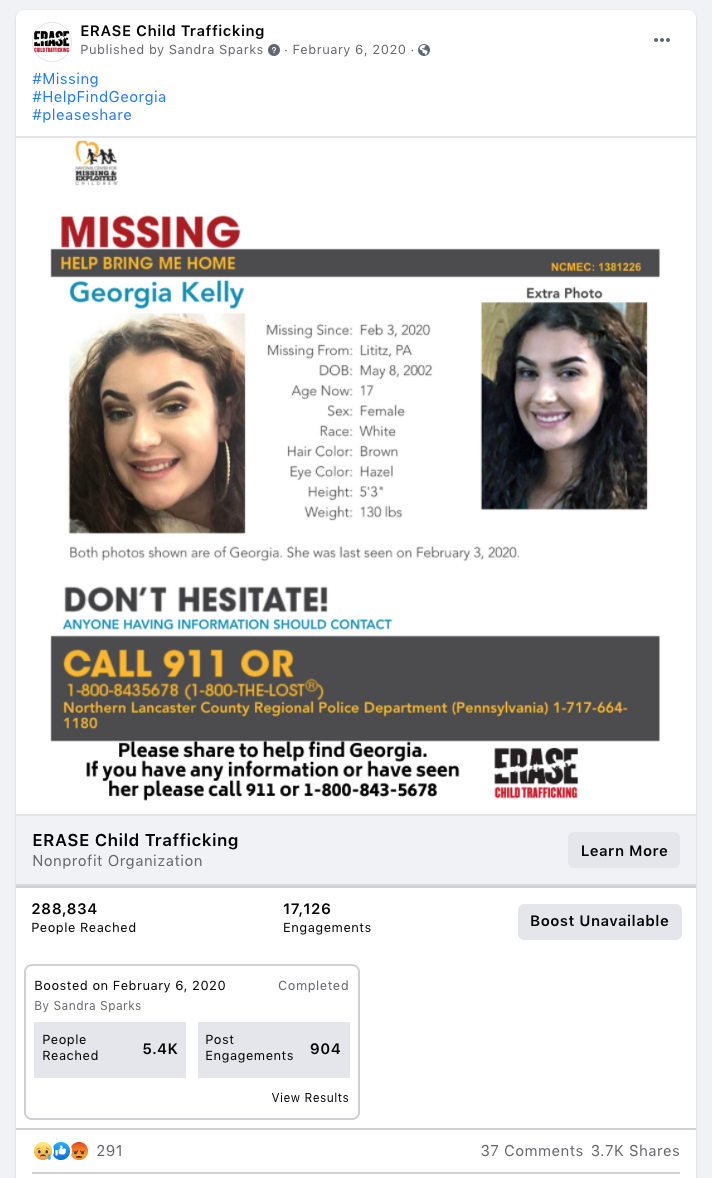 ERASE
CHILD TRAFFICKING
ERASE Child Trafficking
Published by Sandra Sparks ? · February 6, 2020 ·
#Missing
#HelpFindGeorgia
#pleaseshare
NATIONAL CENTER FOR
MISSING &
EXPLOITED
CHILDREN
MISSING
HELP BRING ME HOME
NCMEC: 1381226
Georgia Kelly
Extra Photo
Missing Since: Feb 3, 2020
Missing From: Lititz, PA
DOB: May 8, 2002
Age Now: 17
Sex: Female
Race: White
Hair Color: Brown
Eye Color: Hazel
Height: 5'3"
Weight: 130 lbs
Both photos shown are of Georgia. She was last seen on February 3, 2020.
DON'T HESITATE!
ANYONE HAVING INFORMATION SHOULD CONTACT
CALL 911 OR
1-800-8435678 (1-800-THE-LOST®)
Northern Lancaster County Regional Police Department (Pennsylvania) 1-717-664-
1180
Please share to help find Georgia.
If you have any information or have seen
her please call 911 or 1-800-843-5678
ERASE
CHILD TRAFFICKING
ERASE Child Trafficking
Nonprofit Organization
Learn More
288,834
People Reached
17,126
Engagements
Boost Unavailable
Boosted on February 6, 2020
Completed
By Sandra Sparks
People
Reached
5.4K
Post
Engagements
904
View Results
291
37 Comments 3.7K Shares